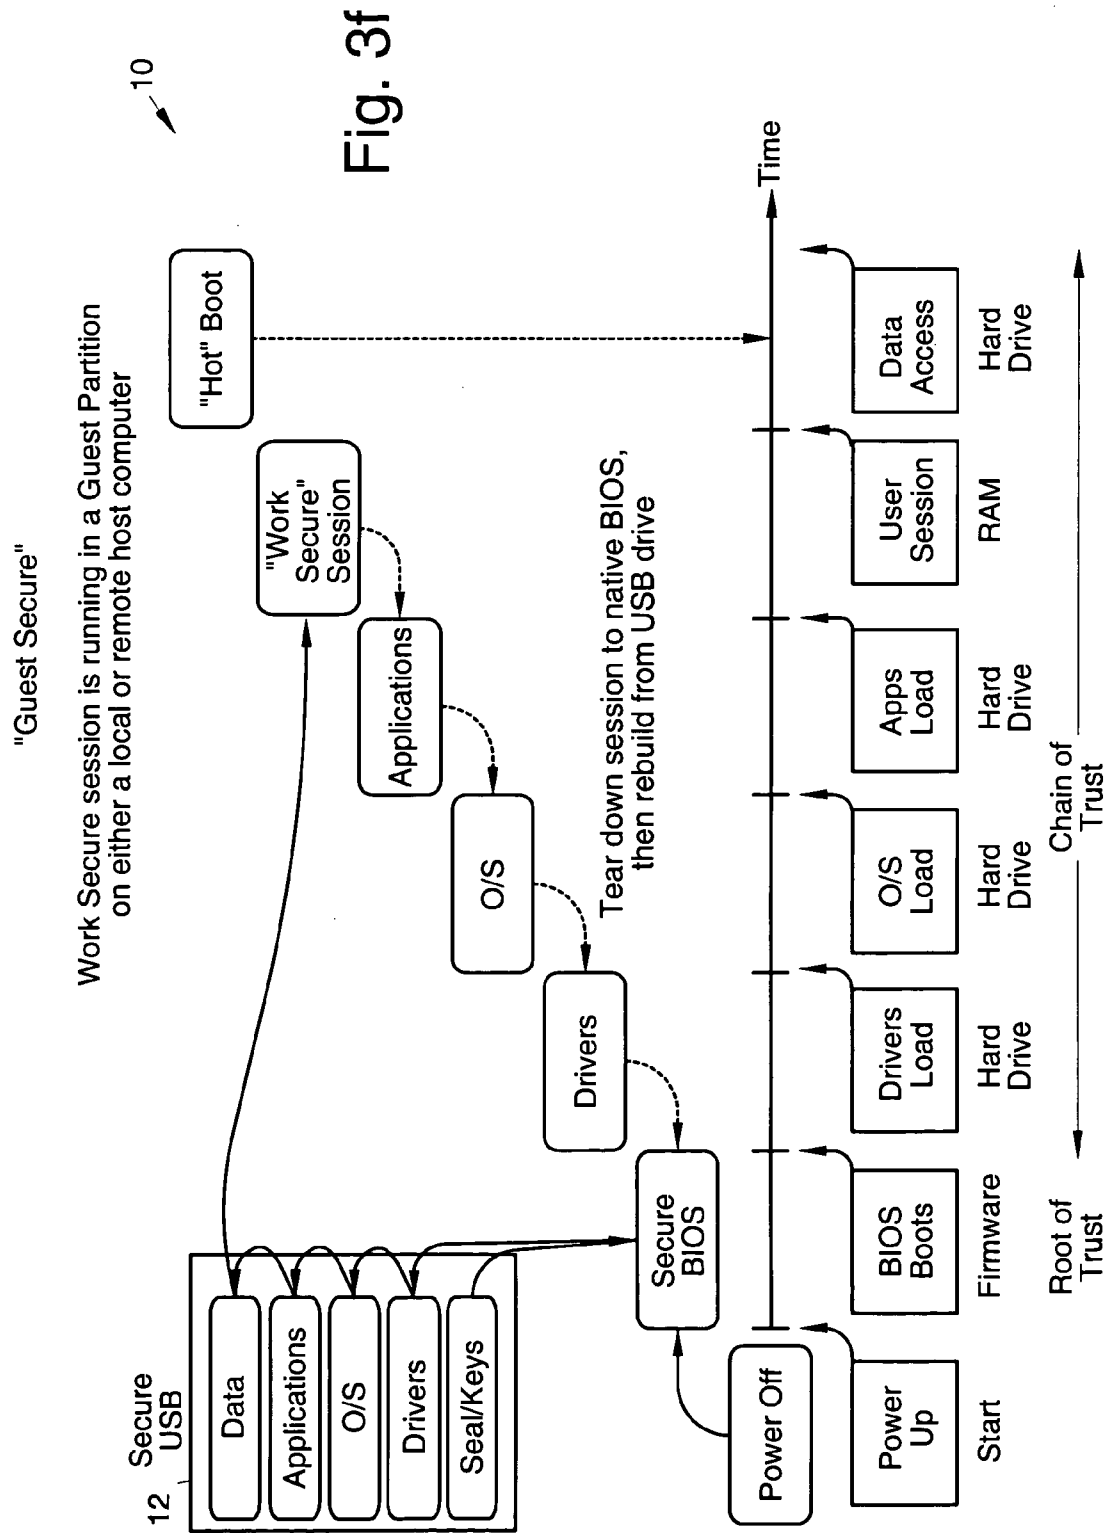 "Guest Secure"
Work Secure session is running in a Guest Partition
on either a local or remote host computer
10
Fig. 3f
12
Secure
USB
Data
Applications
O/S
Drivers
Seal/Keys
"Hot" Boot
"Work
Secure"
Session
Applications
O/S
Drivers
Secure
BIOS
Power Off
Tear down session to native BIOS,
then rebuild from USB drive
Time
Power
Up
BIOS
Boots
Drivers
Load
O/S
Load
Apps
Load
User
Session
Data
Access
Start
Firmware
Hard
Drive
Hard
Drive
Hard
Drive
RAM
Hard
Drive
Root of
Trust
Chain of
Trust